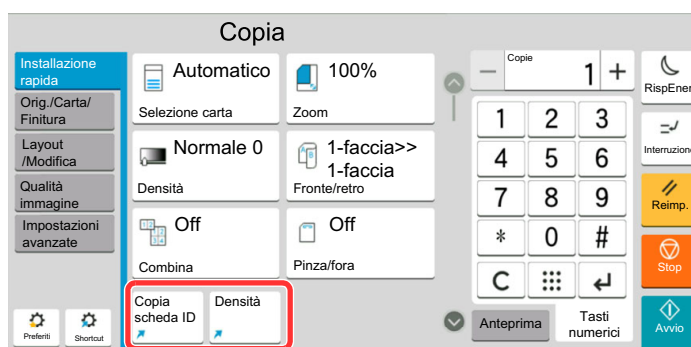 Copia
Installazione
rapida
Orig./Carta/
Finitura
Layout
/Modifica
Qualità
immagine
Impostazioni
avanzate
Preferiti
Shortcut
Automatico
Selezione carta
100%
Zoom
Normale 0
Densità
1-faccia>>
1-faccia
Fronte/retro
Off
Combina
Off
Pinza/fora
Copia
scheda ID
Densità
Copie
− 1 +
1 2 3
4 5 6
7 8 9
* 0 #
C
Anteprima
Tasti
numerici
RispEner
Interruzione
Reimp.
Stop
Avvio